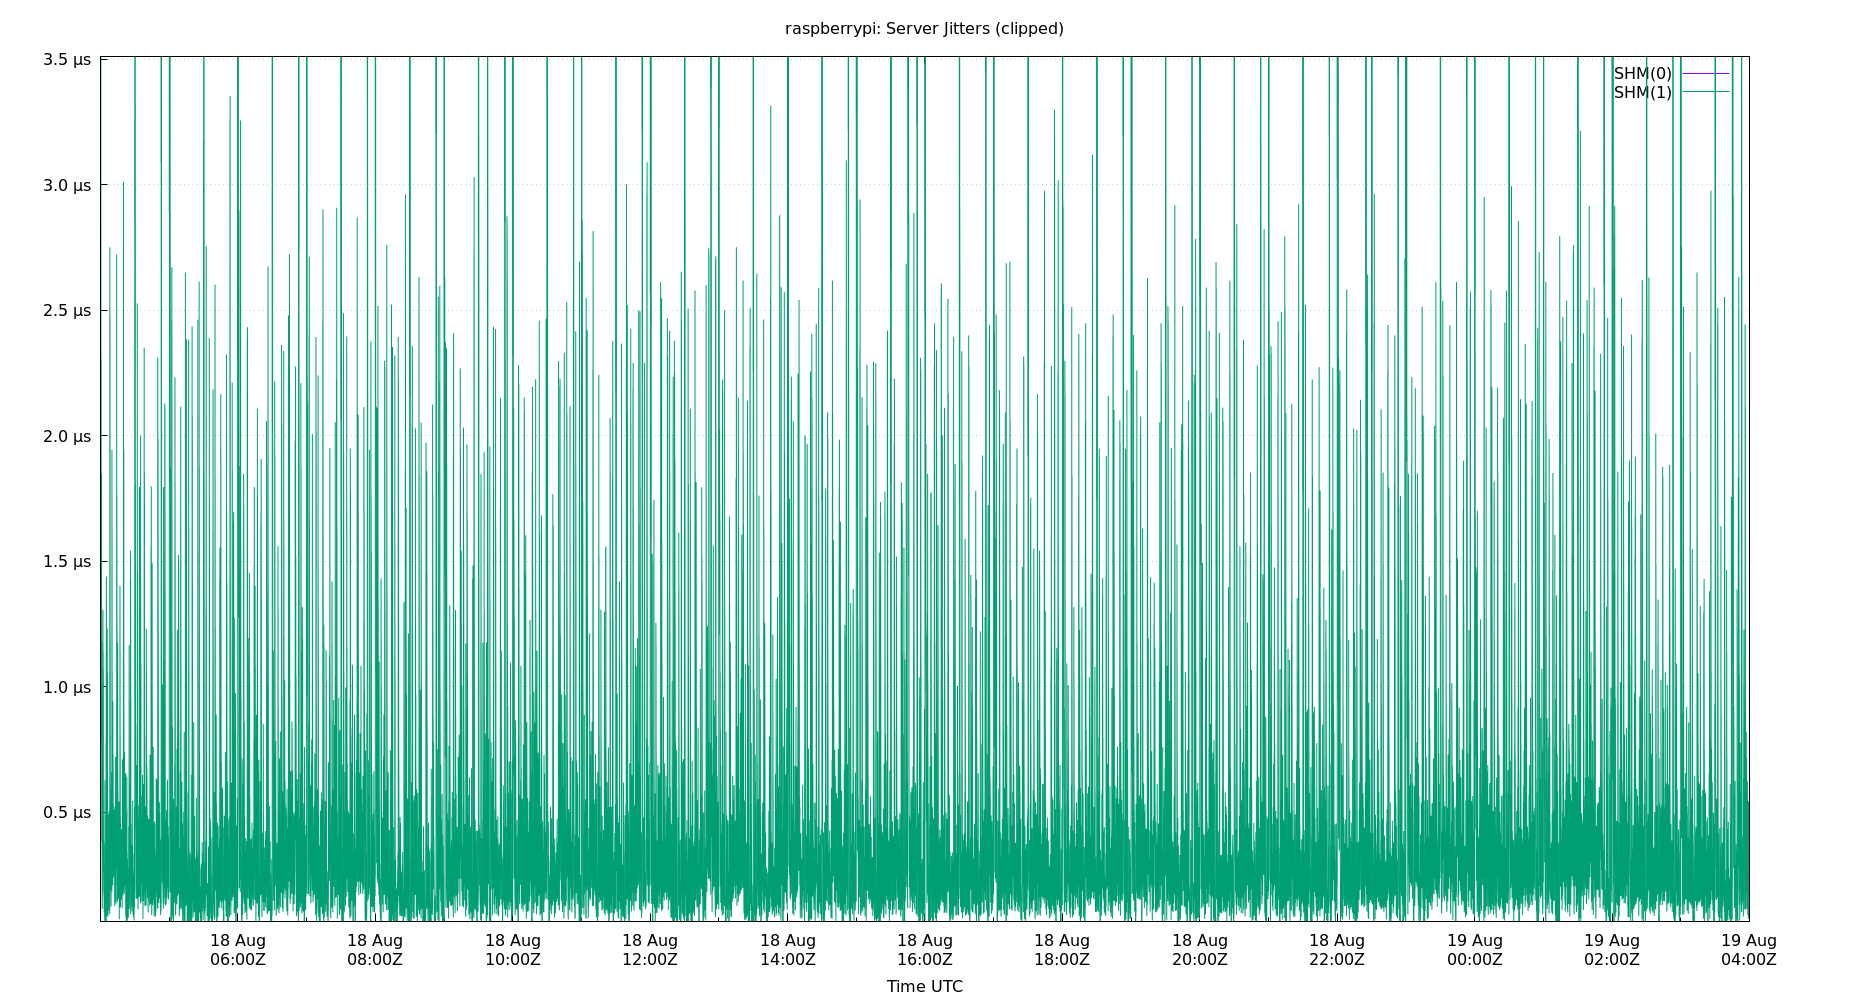 raspberrypi: Server Jitters (clipped)
3.5 µs
3.0 µs
2.5 µs
2.0 µs
1.5 µs
1.0 µs
0.5 µs
SHM(0)
SHM(1)
18 Aug 18 Aug 18 Aug 18 Aug 18 Aug 18 Aug 18 Aug 18 Aug 18 Aug 19 Aug 19 Aug 19 Aug
06:00Z 08:00Z 10:00Z 12:00Z 14:00Z 16:00Z 18:00Z 20:00Z 22:00Z 00:00Z 02:00Z 04:00Z
Time UTC